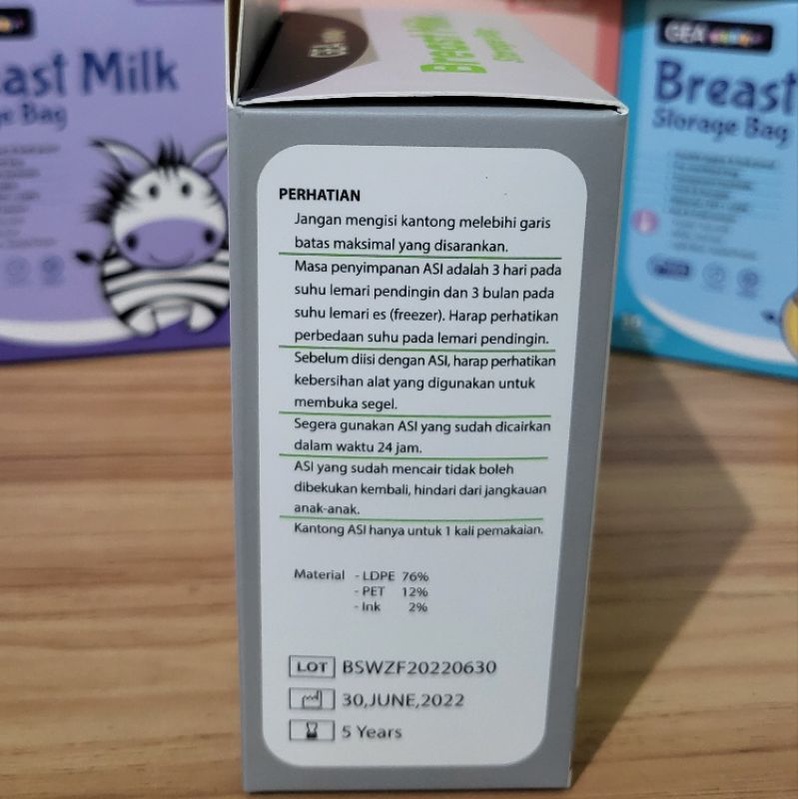 GEA
Breast Milk
Storage Bag
Milk
Bag
GEA
Breast
Storage Bag
PERHATIAN
Jangan mengisi kantong melebihi garis
batas maksimal yang disarankan.
Masa penyimpanan ASI adalah 3 hari pada
suhu lemari pendingin dan 3 bulan pada
suhu lemari es (freezer). Harap perhatikan
perbedaan suhu pada lemari pendingin.
Sebelum diisi dengan ASI, harap perhatikan
kebersihan alat yang digunakan untuk
membuka segel.
Segera gunakan ASI yang sudah dicairkan
dalam waktu 24 jam.
ASI yang sudah mencair tidak boleh
dibekukan kembali, hindari dari jangkauan
anak-anak.
Kantong ASI hanya untuk 1 kali pemakaian.
Material - LDPE 76%
- PET 12%
- Ink 2%
LOT BSWZF20220630
30,JUNE,2022
5 Years